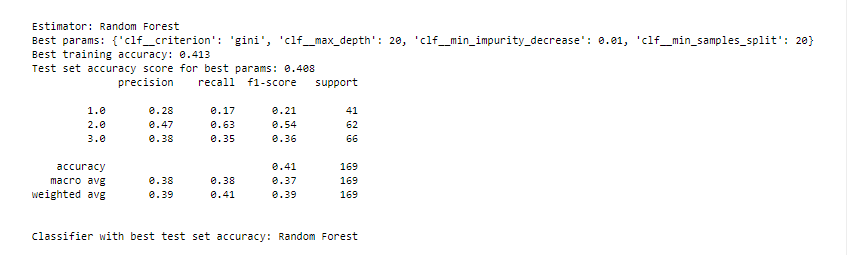 Estimator: Random Forest
Best params: {'clf__criterion': 'gini', 'clf__max_depth': 20, 'clf__min_impurity_decrease': 0.01, 'clf__min_samples_split': 20}
Best training accuracy: 0.413
Test set accuracy score for best params: 0.408
precision recall f1-score support
1.0 0.28 0.17 0.21 41
2.0 0.47 0.63 0.54 62
3.0 0.38 0.35 0.36 66
accuracy 0.41 169
macro avg 0.38 0.38 0.37 169
weighted avg 0.39 0.41 0.39 169
Classifier with best test set accuracy: Random Forest